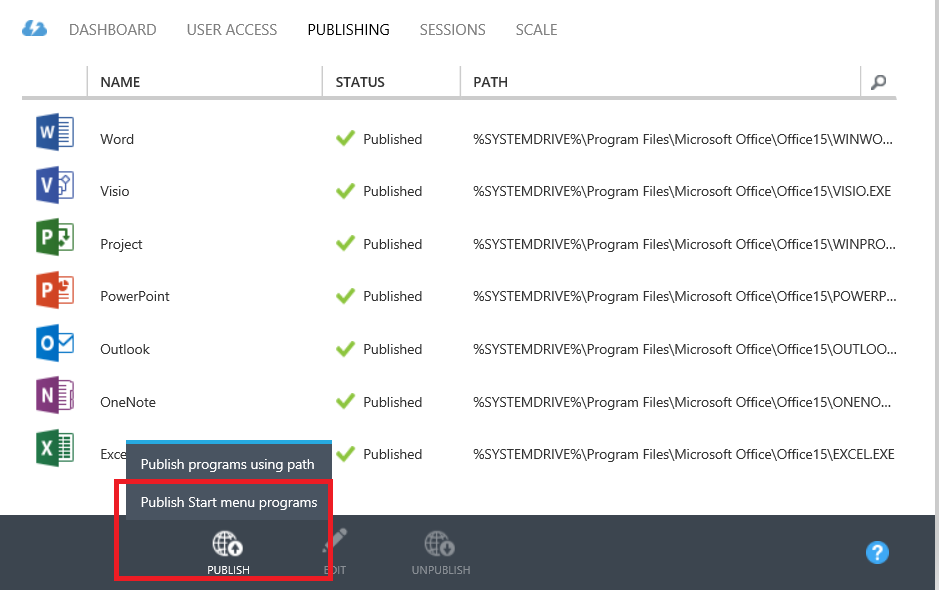 DASHBOARD USER ACCESS PUBLISHING SESSIONS SCALE
NAME STATUS PATH
W Word Published %SYSTEMDRIVE%\Program Files\Microsoft Office\Office15\WINWO...
V Visio Published %SYSTEMDRIVE%\Program Files\Microsoft Office\Office15\VISIO.EXE
P Project Published %SYSTEMDRIVE%\Program Files\Microsoft Office\Office15\WINPRO...
P PowerPoint Published %SYSTEMDRIVE%\Program Files\Microsoft Office\Office15\POWERP...
O Outlook Published %SYSTEMDRIVE%\Program Files\Microsoft Office\Office15\OUTLOO...
N OneNote Published %SYSTEMDRIVE%\Program Files\Microsoft Office\Office15\ONENO...
X Exce Published %SYSTEMDRIVE%\Program Files\Microsoft Office\Office15\EXCEL.EXE
Publish programs using path
Publish Start menu programs
?
PUBLISH EDIT UNPUBLISH